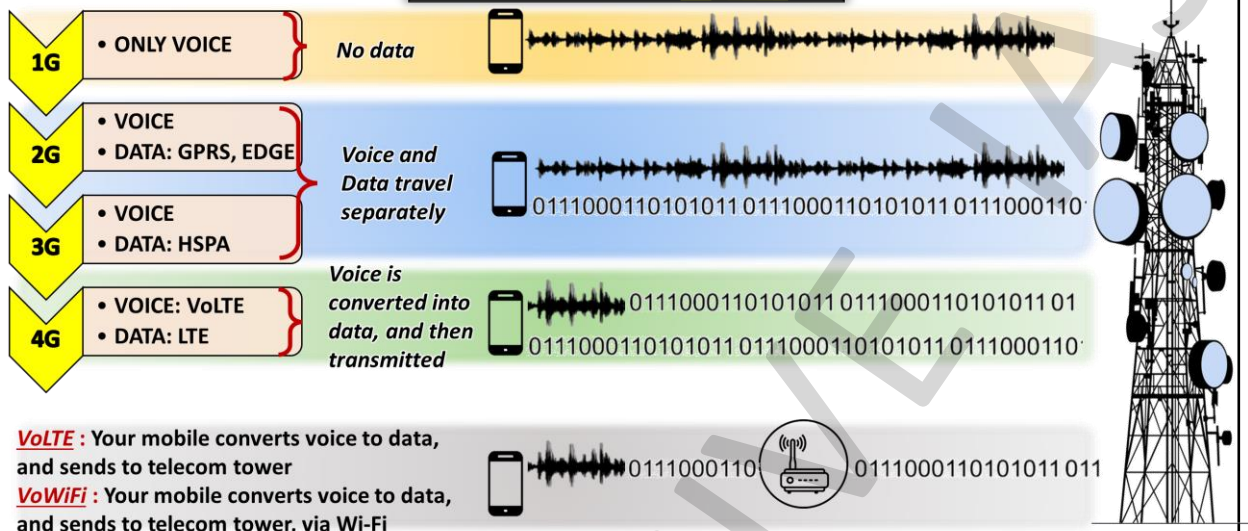 1G
• ONLY VOICE
No data
2G
• VOICE
• DATA: GPRS, EDGE
3G
• VOICE
• DATA: HSPA
Voice and
Data travel
separately
0111000110101011 0111000110101011 0111000110
4G
• VOICE: VoLTE
• DATA: LTE
Voice is
converted into
data, and then
transmitted
0111000110101011 0111000110101011 01
0111000110101011 0111000110101011 0111000110
VoLTE : Your mobile converts voice to data,
and sends to telecom tower
VoWiFi : Your mobile converts voice to data,
and sends to telecom tower, via Wi-Fi
0111000110
0111000110101011 011